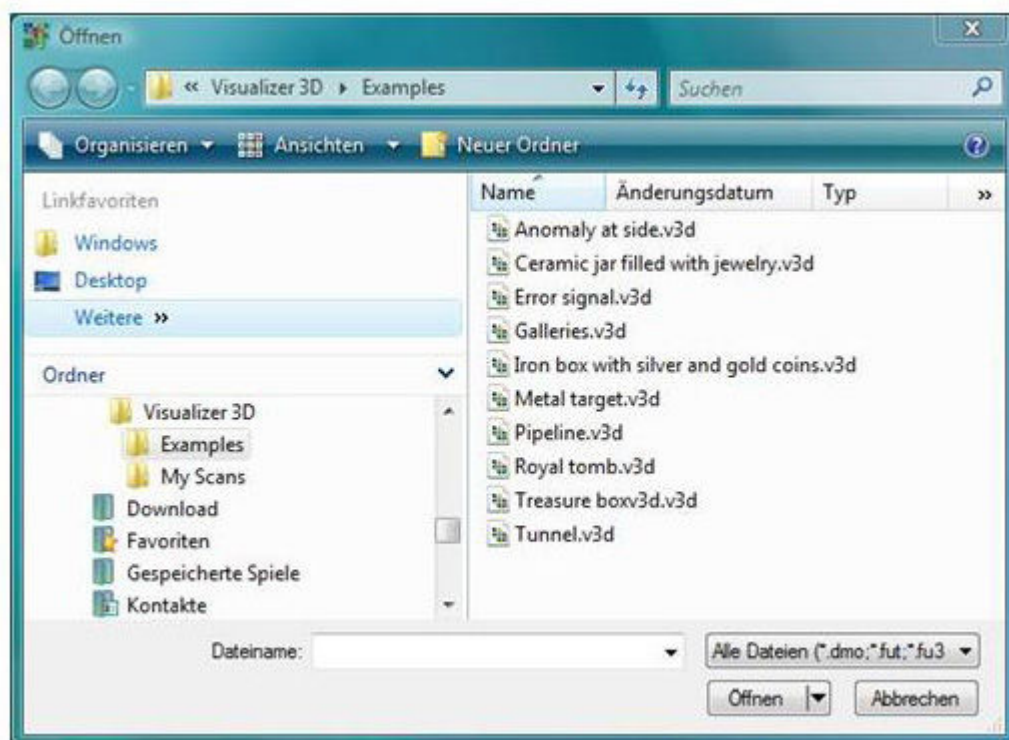 Öffnen
« Visualizer 3D ▸ Examples
Suchen
Organisieren
Ansichten
Neuer Ordner
Linkfavoriten
Windows
Desktop
Weitere »
Ordner
Visualizer 3D
Examples
My Scans
Download
Favoriten
Gespeicherte Spiele
Kontakte
Name Änderungsdatum Typ »
Anomaly at side.v3d
Ceramic jar filled with jewelry.v3d
Error signal.v3d
Galleries.v3d
Iron box with silver and gold coins.v3d
Metal target.v3d
Pipeline.v3d
Royal tomb.v3d
Treasure boxv3d.v3d
Tunnel.v3d
Dateiname:
Alle Dateien (*.dmo;*.fut;*.fu3
Öffnen
Abbrechen